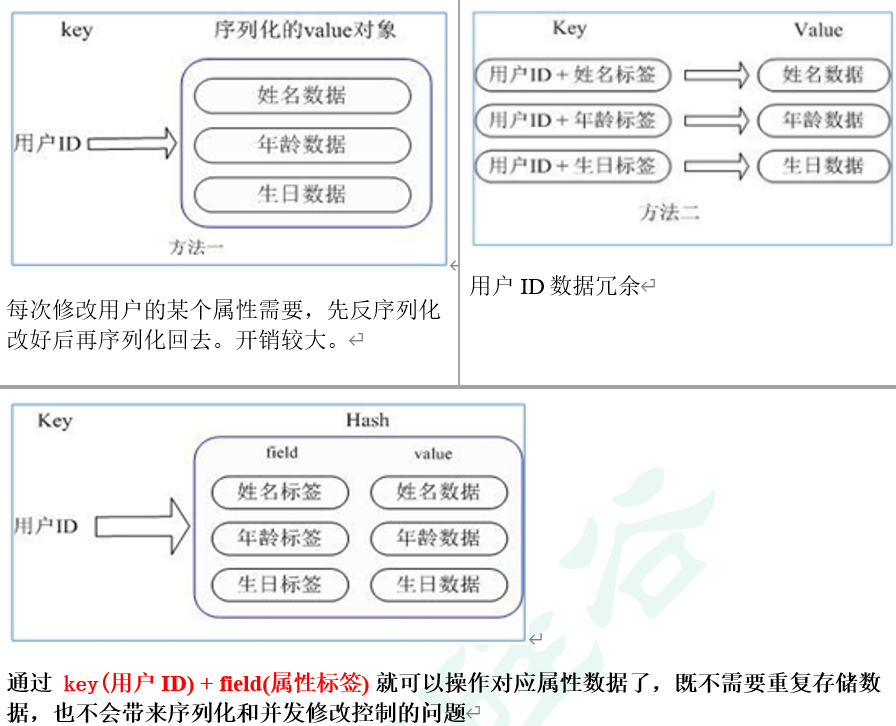 key 序列化的value对象
姓名数据
用户ID 年龄数据
生日数据
方法一
每次修改用户的某个属性需要，先反序列化
改好后再序列化回去。开销较大。
Key Value
用户ID + 姓名标签 姓名数据
用户ID + 年龄标签 年龄数据
用户ID + 生日标签 生日数据
方法二
用户 ID 数据冗余
Key Hash
field value
姓名标签 姓名数据
用户ID 年龄标签 年龄数据
生日标签 生日数据
通过 key(用户 ID) + field(属性标签) 就可以操作对应属性数据了，既不需要重复存储数
据，也不会带来序列化和并发修改控制的问题
硅谷